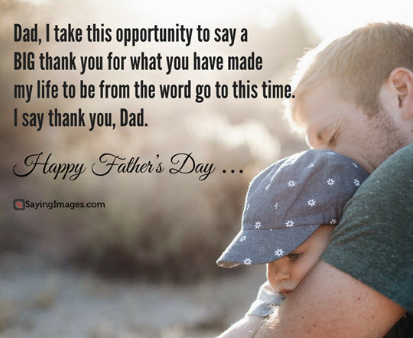 Dad, I take this opportunity to say a
BIG thank you for what you have made
my life to be from the word go to this time.
I say thank you, Dad.
Happy Father's Day ...
SayingImages.com